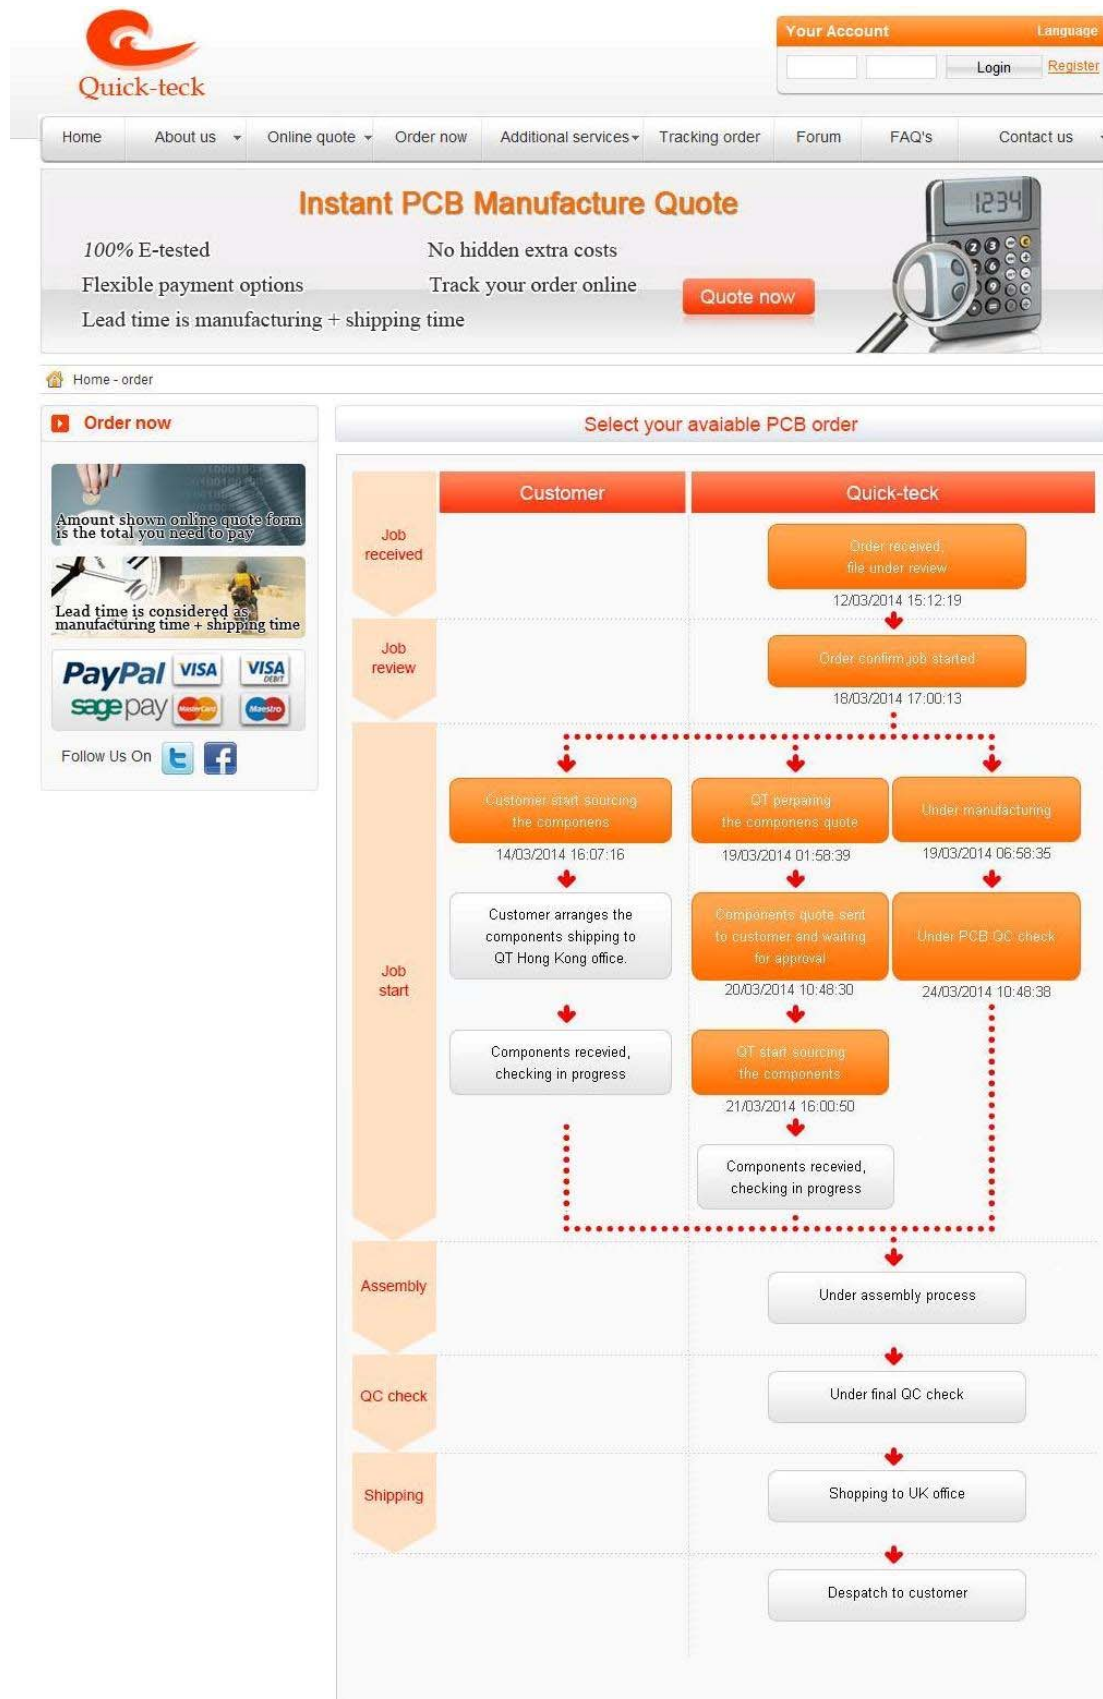 Quick-teck
Your Account Language
Login Register
Home About us Online quote Order now Additional services Tracking order Forum FAQ's Contact us
Instant PCB Manufacture Quote
100% E-tested No hidden extra costs
Flexible payment options Track your order online
Lead time is manufacturing + shipping time
Quote now
1234
Home - order
Order now
Amount shown online quote form
is the total you need to pay
Lead time is considered as
manufacturing time + shipping time
PayPal VISA VISA DEBIT
sage pay MasterCard Maestro
Follow Us On
Select your avaiable PCB order
Customer Quick-teck
Job
received
Order received,
file under review
12/03/2014 15:12:19
Job
review
Order confirm,job started
18/03/2014 17:00:13
Job
start
Customer start sourcing
the componens
14/03/2014 16:07:16
QT perparing
the componens quote
19/03/2014 01:58:39
Under manufacturing
19/03/2014 06:58:35
Customer arranges the
components shipping to
QT Hong Kong office.
Components quote sent
to customer and waiting
for approval
20/03/2014 10:48:30
Under PCB QC check
24/03/2014 10:48:38
Components recevied,
checking in progress
QT start sourcing
the components
21/03/2014 16:00:50
Components recevied,
checking in progress
Assembly
Under assembly process
QC check
Under final QC check
Shipping
Shopping to UK office
Despatch to customer